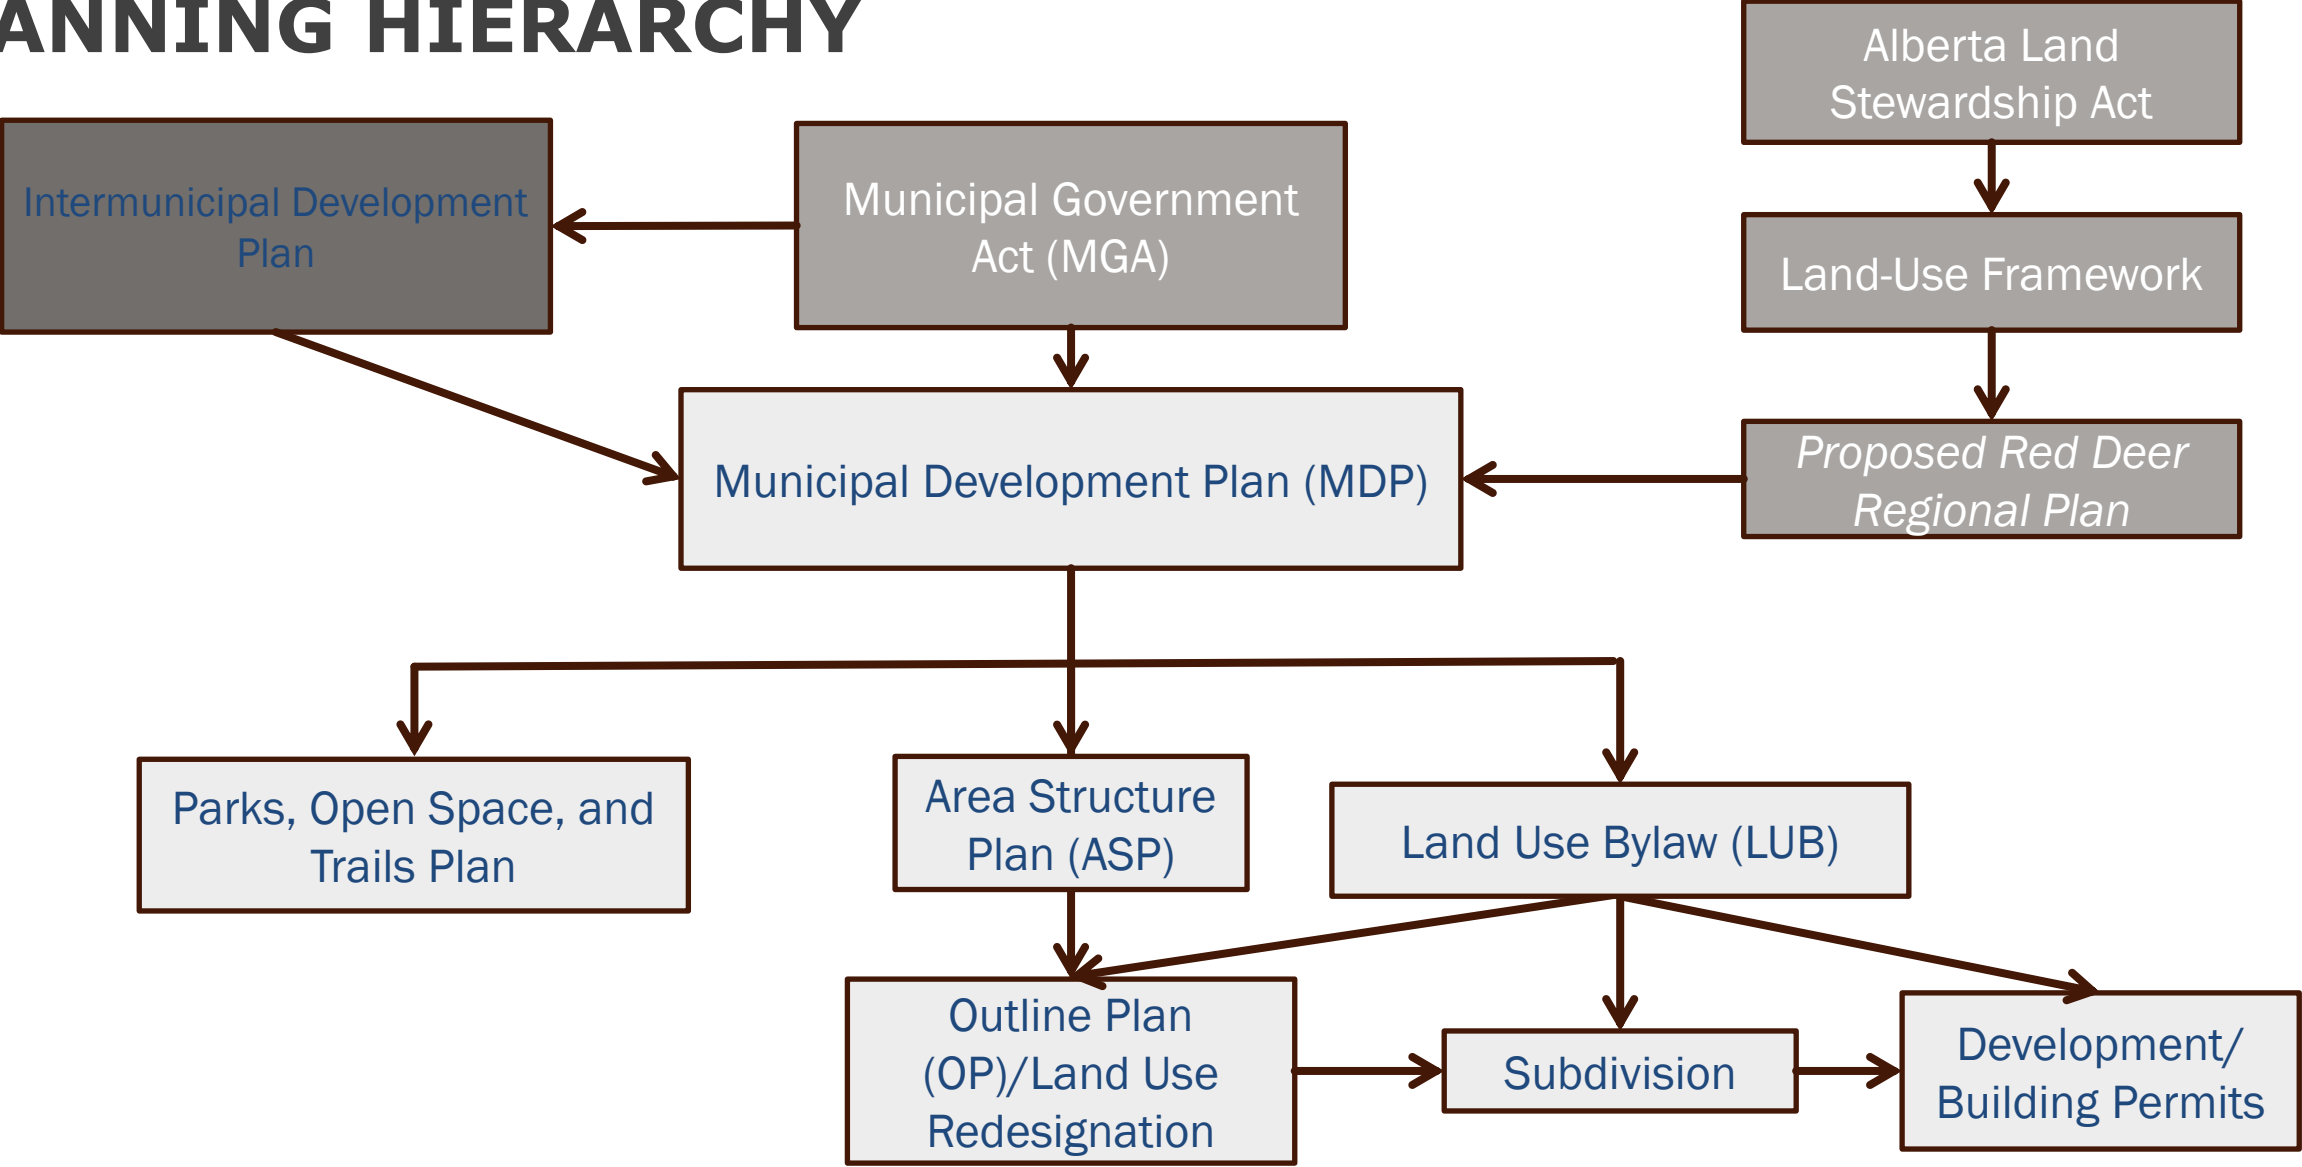 ANNING HIERARCHY
Alberta Land
Stewardship Act
Intermunicipal Development
Plan
Municipal Government
Act (MGA)
Land-Use Framework
Municipal Development Plan (MDP)
Proposed Red Deer
Regional Plan
Parks, Open Space, and
Trails Plan
Area Structure
Plan (ASP)
Land Use Bylaw (LUB)
Outline Plan
(OP)/Land Use
Redesignation
Subdivision
Development/
Building Permits